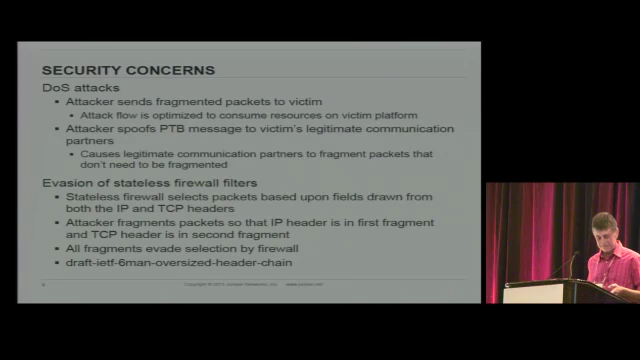 SECURITY CONCERNS
DoS attacks
Attacker sends fragmented packets to victim
Attack flow is optimized to consume resources on victim platform
Attacker spoofs PTB message to victim's legitimate communication
partners
Causes legitimate communication partners to fragment packets that
don't need to be fragmented
Evasion of stateless firewall filters
Stateless firewall selects packets based upon fields drawn from
both the IP and TCP headers
Attacker fragments packets so that IP header is in first fragment
and TCP header is in second fragment
All fragments evade selection by firewall
draft-ietf-6man-oversized-header-chain
www.juniper.net